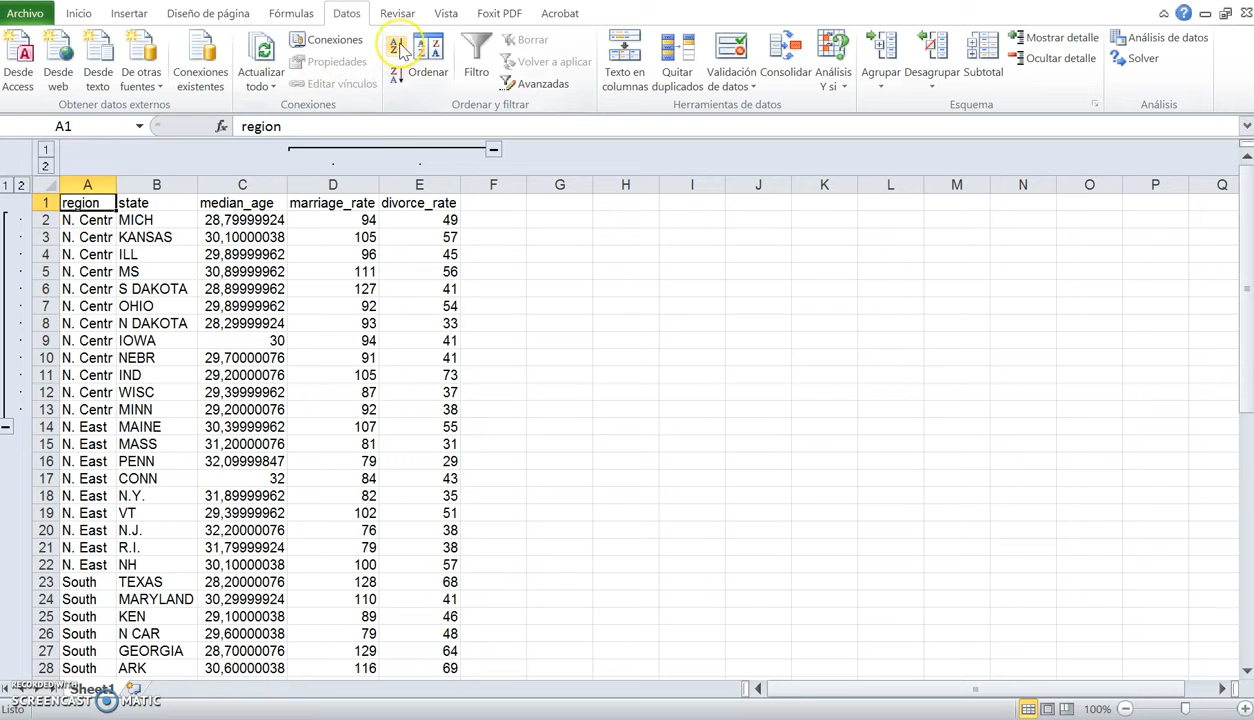 Archivo Inicio Insertar Diseño de página Fórmulas Datos Revisar Vista Foxit PDF Acrobat
Desde Access
Desde web
Desde texto
De otras fuentes
Conexiones existentes
Obtener datos externos
Actualizar todo
Conexiones
Propiedades
Editar vínculos
Conexiones
Ordenar
Filtro
Borrar
Volver a aplicar
Avanzadas
Ordenar y filtrar
Texto en columnas
Quitar duplicados
Validación de datos
Consolidar
Análisis Y si
Herramientas de datos
Agrupar
Desagrupar
Subtotal
Mostrar detalle
Ocultar detalle
Esquema
Análisis de datos
Solver
Análisis
A1 fx region
1
2
1 2 A B C D E F G H I J K L M N O P Q
1 region state median_age marriage_rate divorce_rate
2 N. Centr MICH 28,79999924 94 49
3 N. Centr KANSAS 30,10000038 105 57
4 N. Centr ILL 29,89999962 96 45
5 N. Centr MS 30,89999962 111 56
6 N. Centr S DAKOTA 28,89999962 127 41
7 N. Centr OHIO 29,89999962 92 54
8 N. Centr N DAKOTA 28,29999924 93 33
9 N. Centr IOWA 30 94 41
10 N. Centr NEBR 29,70000076 91 41
11 N. Centr IND 29,20000076 105 73
12 N. Centr WISC 29,39999962 87 37
13 N. Centr MINN 29,20000076 92 38
14 N. East MAINE 30,39999962 107 55
15 N. East MASS 31,20000076 81 31
16 N. East PENN 32,09999847 79 29
17 N. East CONN 32 84 43
18 N. East N.Y. 31,89999962 82 35
19 N. East VT 29,39999962 102 51
20 N. East N.J. 32,20000076 76 38
21 N. East R.I. 31,79999924 79 38
22 N. East NH 30,10000038 100 57
23 South TEXAS 28,20000076 128 68
24 South MARYLAND 30,29999924 110 41
25 South KEN 29,10000038 89 46
26 South N CAR 29,60000038 79 48
27 South GEORGIA 28,70000076 129 64
28 South ARK 30,60000038 116 69
Sheet1
RECORDED WITH
SCREENCAST MATIC
Listo 100%